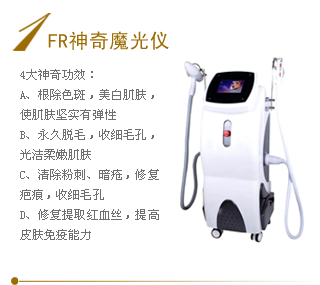 1 FR神奇魔光仪
4大神奇功效：
A、根除色斑，美白肌肤，
使肌肤坚实有弹性
B、永久脱毛，收细毛孔，
光洁柔嫩肌肤
C、清除粉刺、暗疮，修复
疤痕，收细毛孔
D、修复提取红血丝，提高
皮肤免疫能力